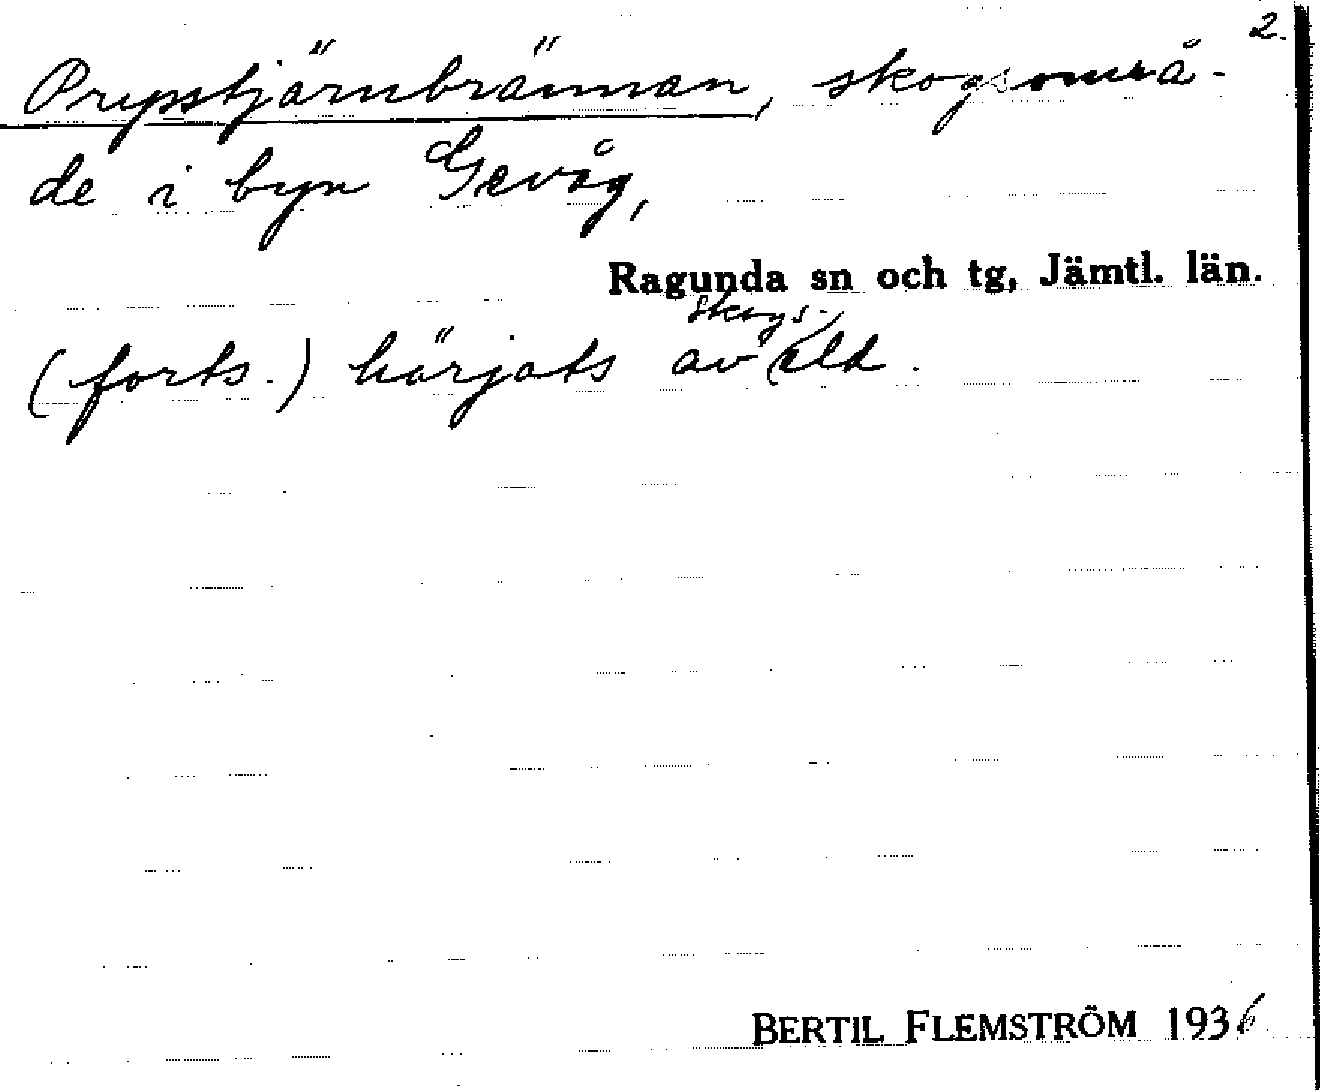 2.
Prypstjärnbrännan, skogsområ-
de i byn Gevåg,
Ragunda sn och tg, Jämtl. län.
skogs-
(forts.) härjats av eld.
BERTIL FLEMSTRÖM 1936